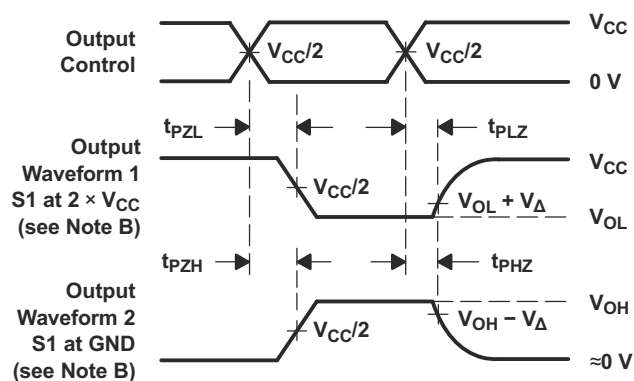 Output
Control
V_CC/2
V_CC/2
V_CC
0 V
t_PZL
t_PLZ
Output
Waveform 1
S1 at 2 × V_CC
(see Note B)
V_CC/2
V_CC
V_OL + V_Δ
V_OL
t_PZH
t_PHZ
Output
Waveform 2
S1 at GND
(see Note B)
V_CC/2
V_OH
V_OH − V_Δ
≈0 V